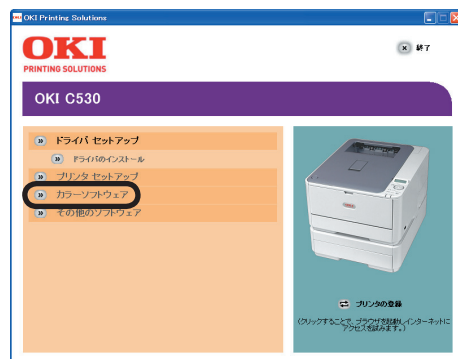 OKI Printing Solutions
OKI
PRINTING SOLUTIONS
終了
OKI C530
ドライバ セットアップ
ドライバのインストール
プリンタ セットアップ
カラーソフトウェア
その他のソフトウェア
プリンタの登録
(クリックすることで、ブラウザを起動しインターネットに
アクセスを試みます。)